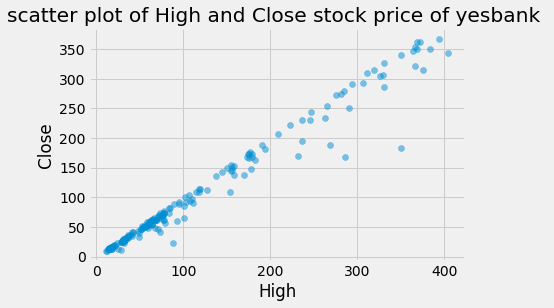 scatter plot of High and Close stock price of yesbank
350
300
250
200
150
100
50
0
Close
0 100 200 300 400
High